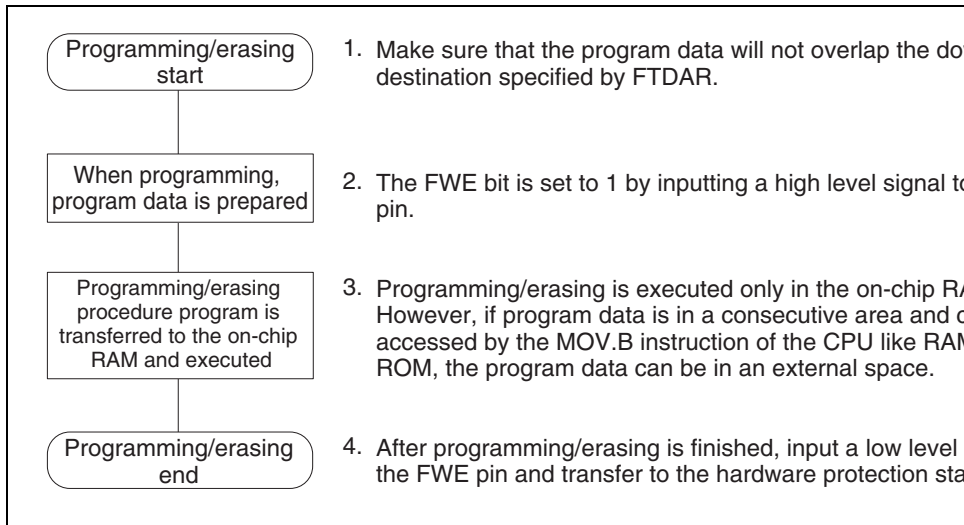 Programming/erasing
start
When programming,
program data is prepared
Programming/erasing
procedure program is
transferred to the on-chip
RAM and executed
Programming/erasing
end
1. Make sure that the program data will not overlap the
destination specified by FTDAR.
2. The FWE bit is set to 1 by inputting a high level signal
pin.
3. Programming/erasing is executed only in the on-chip
However, if program data is in a consecutive area and
accessed by the MOV.B instruction of the CPU like
ROM, the program data can be in an external space.
4. After programming/erasing is finished, input a low level
the FWE pin and transfer to the hardware protection